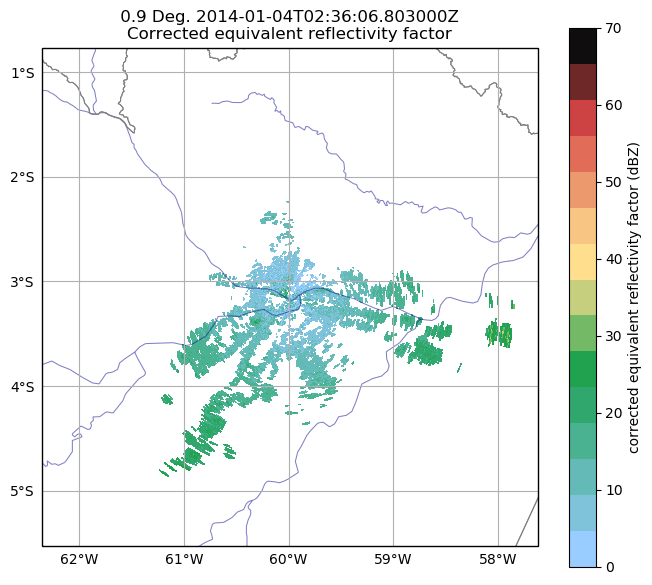 0.9 Deg. 2014-01-04T02:36:06.803000Z
Corrected equivalent reflectivity factor
1°S
2°S
3°S
4°S
5°S
62°W 61°W 60°W 59°W 58°W
70
60
50
40
30
20
10
0
corrected equivalent reflectivity factor (dBZ)